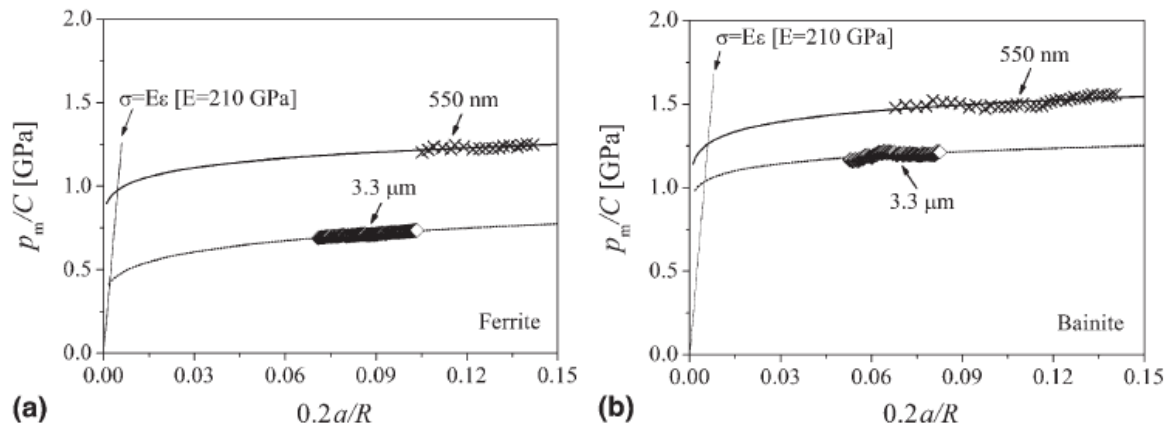 2.0
1.5
1.0
0.5
0.0
p_m/C [GPa]
σ=Eε [E=210 GPa]
550 nm
3.3 μm
Ferrite
0.00 0.03 0.06 0.09 0.12 0.15
(a) 0.2a/R
2.0
1.5
1.0
0.5
0.0
p_m/C [GPa]
σ=Eε [E=210 GPa]
550 nm
3.3 μm
Bainite
0.00 0.03 0.06 0.09 0.12 0.15
(b) 0.2a/R